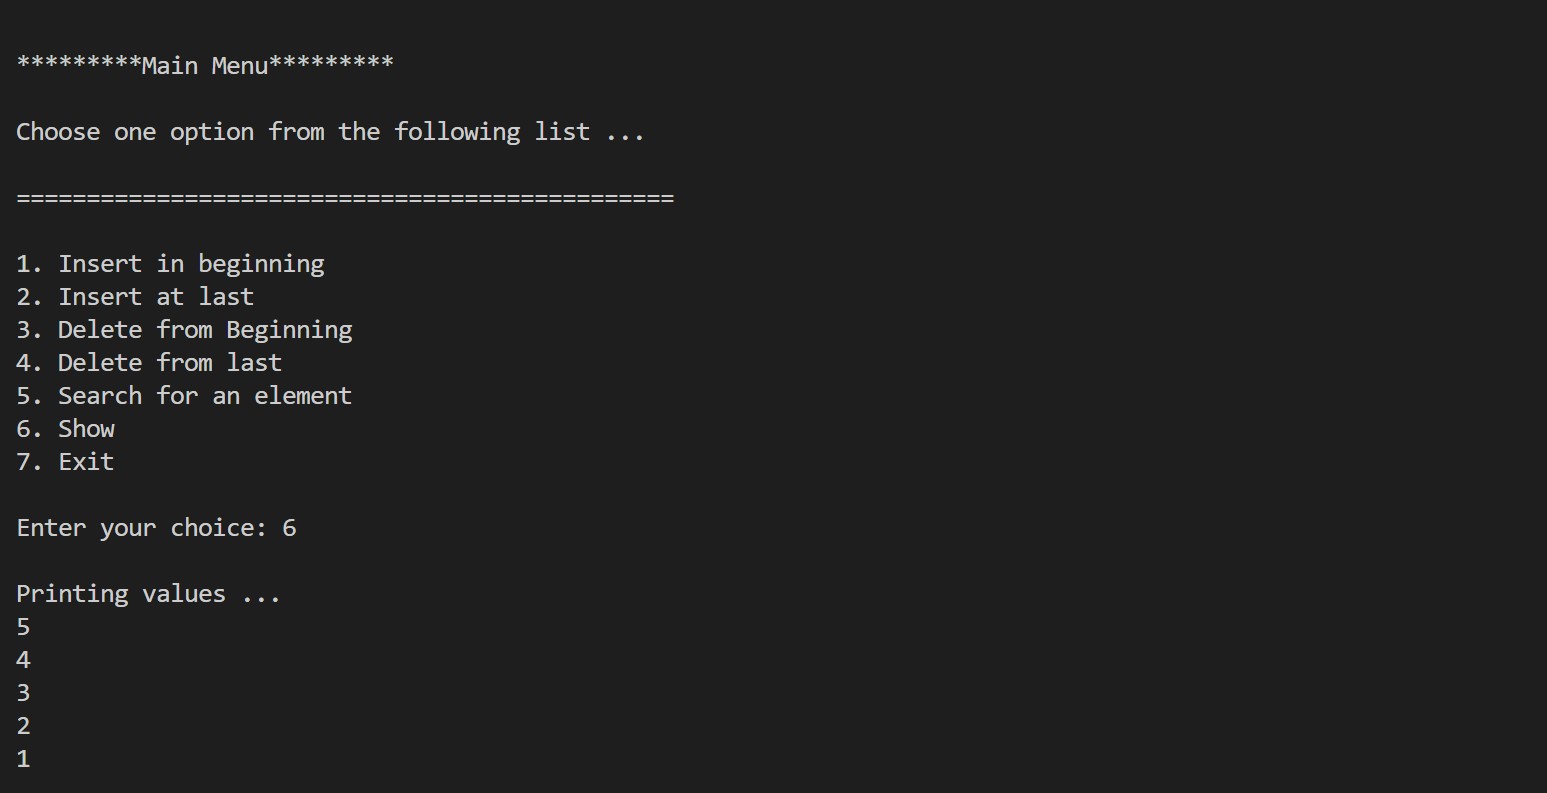 *********Main Menu*********
Choose one option from the following list ...
===============================================
1. Insert in beginning
2. Insert at last
3. Delete from Beginning
4. Delete from last
5. Search for an element
6. Show
7. Exit
Enter your choice: 6
Printing values ...
5
4
3
2
1